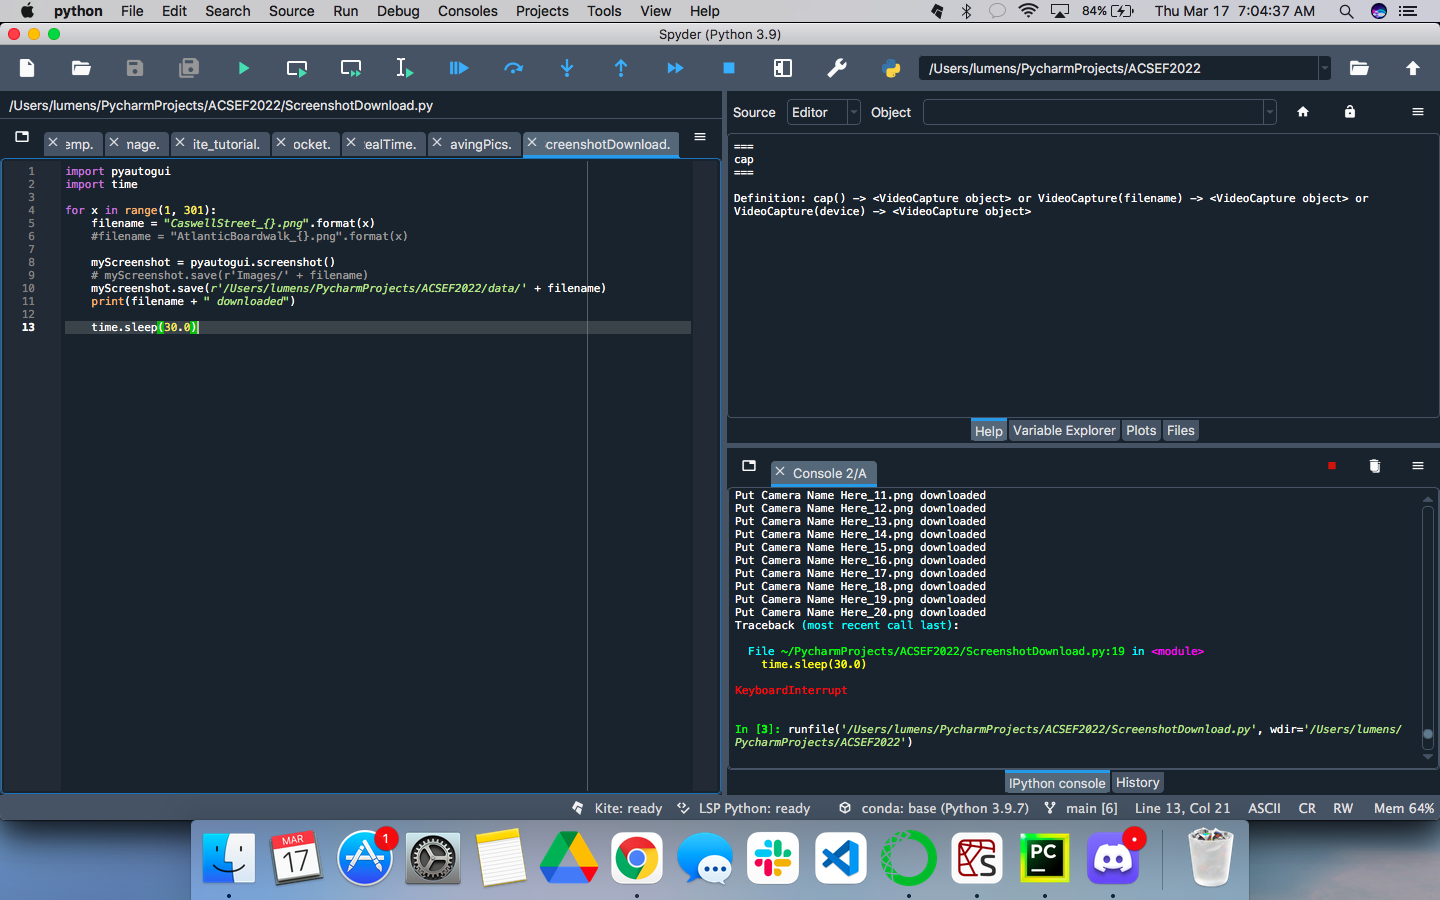 python File Edit Search Source Run Debug Consoles Projects Tools View Help 84% Thu Mar 17 7:04:37 AM
Spyder (Python 3.9)
/Users/lumens/PycharmProjects/ACSEF2022
/Users/lumens/PycharmProjects/ACSEF2022/ScreenshotDownload.py
Source Editor Object
emp. nage. ite_tutorial. ocket. ealTime. avingPics. creenshotDownload.
1 import pyautogui
2 import time
3
4 for x in range(1, 301):
5 filename = "CaswellStreet_{}.png".format(x)
6 #filename = "AtlanticBoardwalk_{}.png".format(x)
7
8 myScreenshot = pyautogui.screenshot()
9 # myScreenshot.save(r'Images/' + filename)
10 myScreenshot.save(r'/Users/lumens/PycharmProjects/ACSEF2022/data/' + filename)
11 print(filename + " downloaded")
12
13 time.sleep(30.0)
===
cap
===
Definition: cap() -> <VideoCapture object> or VideoCapture(filename) -> <VideoCapture object> or
VideoCapture(device) -> <VideoCapture object>
Help Variable Explorer Plots Files
Console 2/A
Put Camera Name Here_11.png downloaded
Put Camera Name Here_12.png downloaded
Put Camera Name Here_13.png downloaded
Put Camera Name Here_14.png downloaded
Put Camera Name Here_15.png downloaded
Put Camera Name Here_16.png downloaded
Put Camera Name Here_17.png downloaded
Put Camera Name Here_18.png downloaded
Put Camera Name Here_19.png downloaded
Put Camera Name Here_20.png downloaded
Traceback (most recent call last):
File ~/PycharmProjects/ACSEF2022/ScreenshotDownload.py:19 in <module>
time.sleep(30.0)
KeyboardInterrupt
In [3]: runfile('/Users/lumens/PycharmProjects/ACSEF2022/ScreenshotDownload.py', wdir='/Users/lumens/
PycharmProjects/ACSEF2022')
IPython console History
Kite: ready LSP Python: ready conda: base (Python 3.9.7) main [6] Line 13, Col 21 ASCII CR RW Mem 64%
MAR
17
1
PC